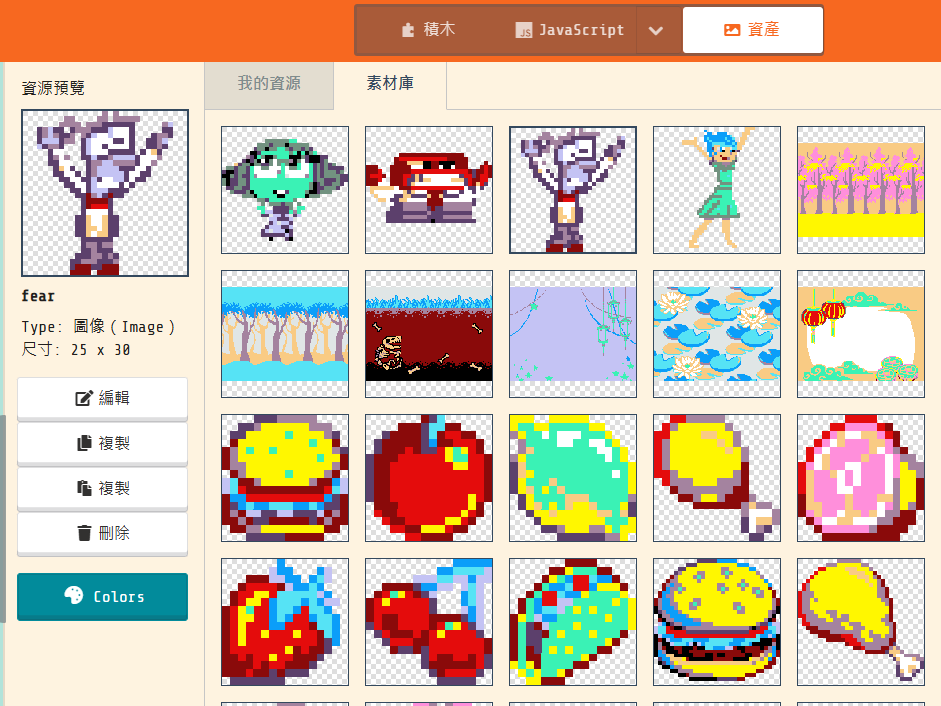 積木
JS JavaScript
資產
資源預覽
我的資源
素材庫
fear
Type: 圖像 ( Image )
尺寸: 25 x 30
編輯
複製
複製
刪除
Colors